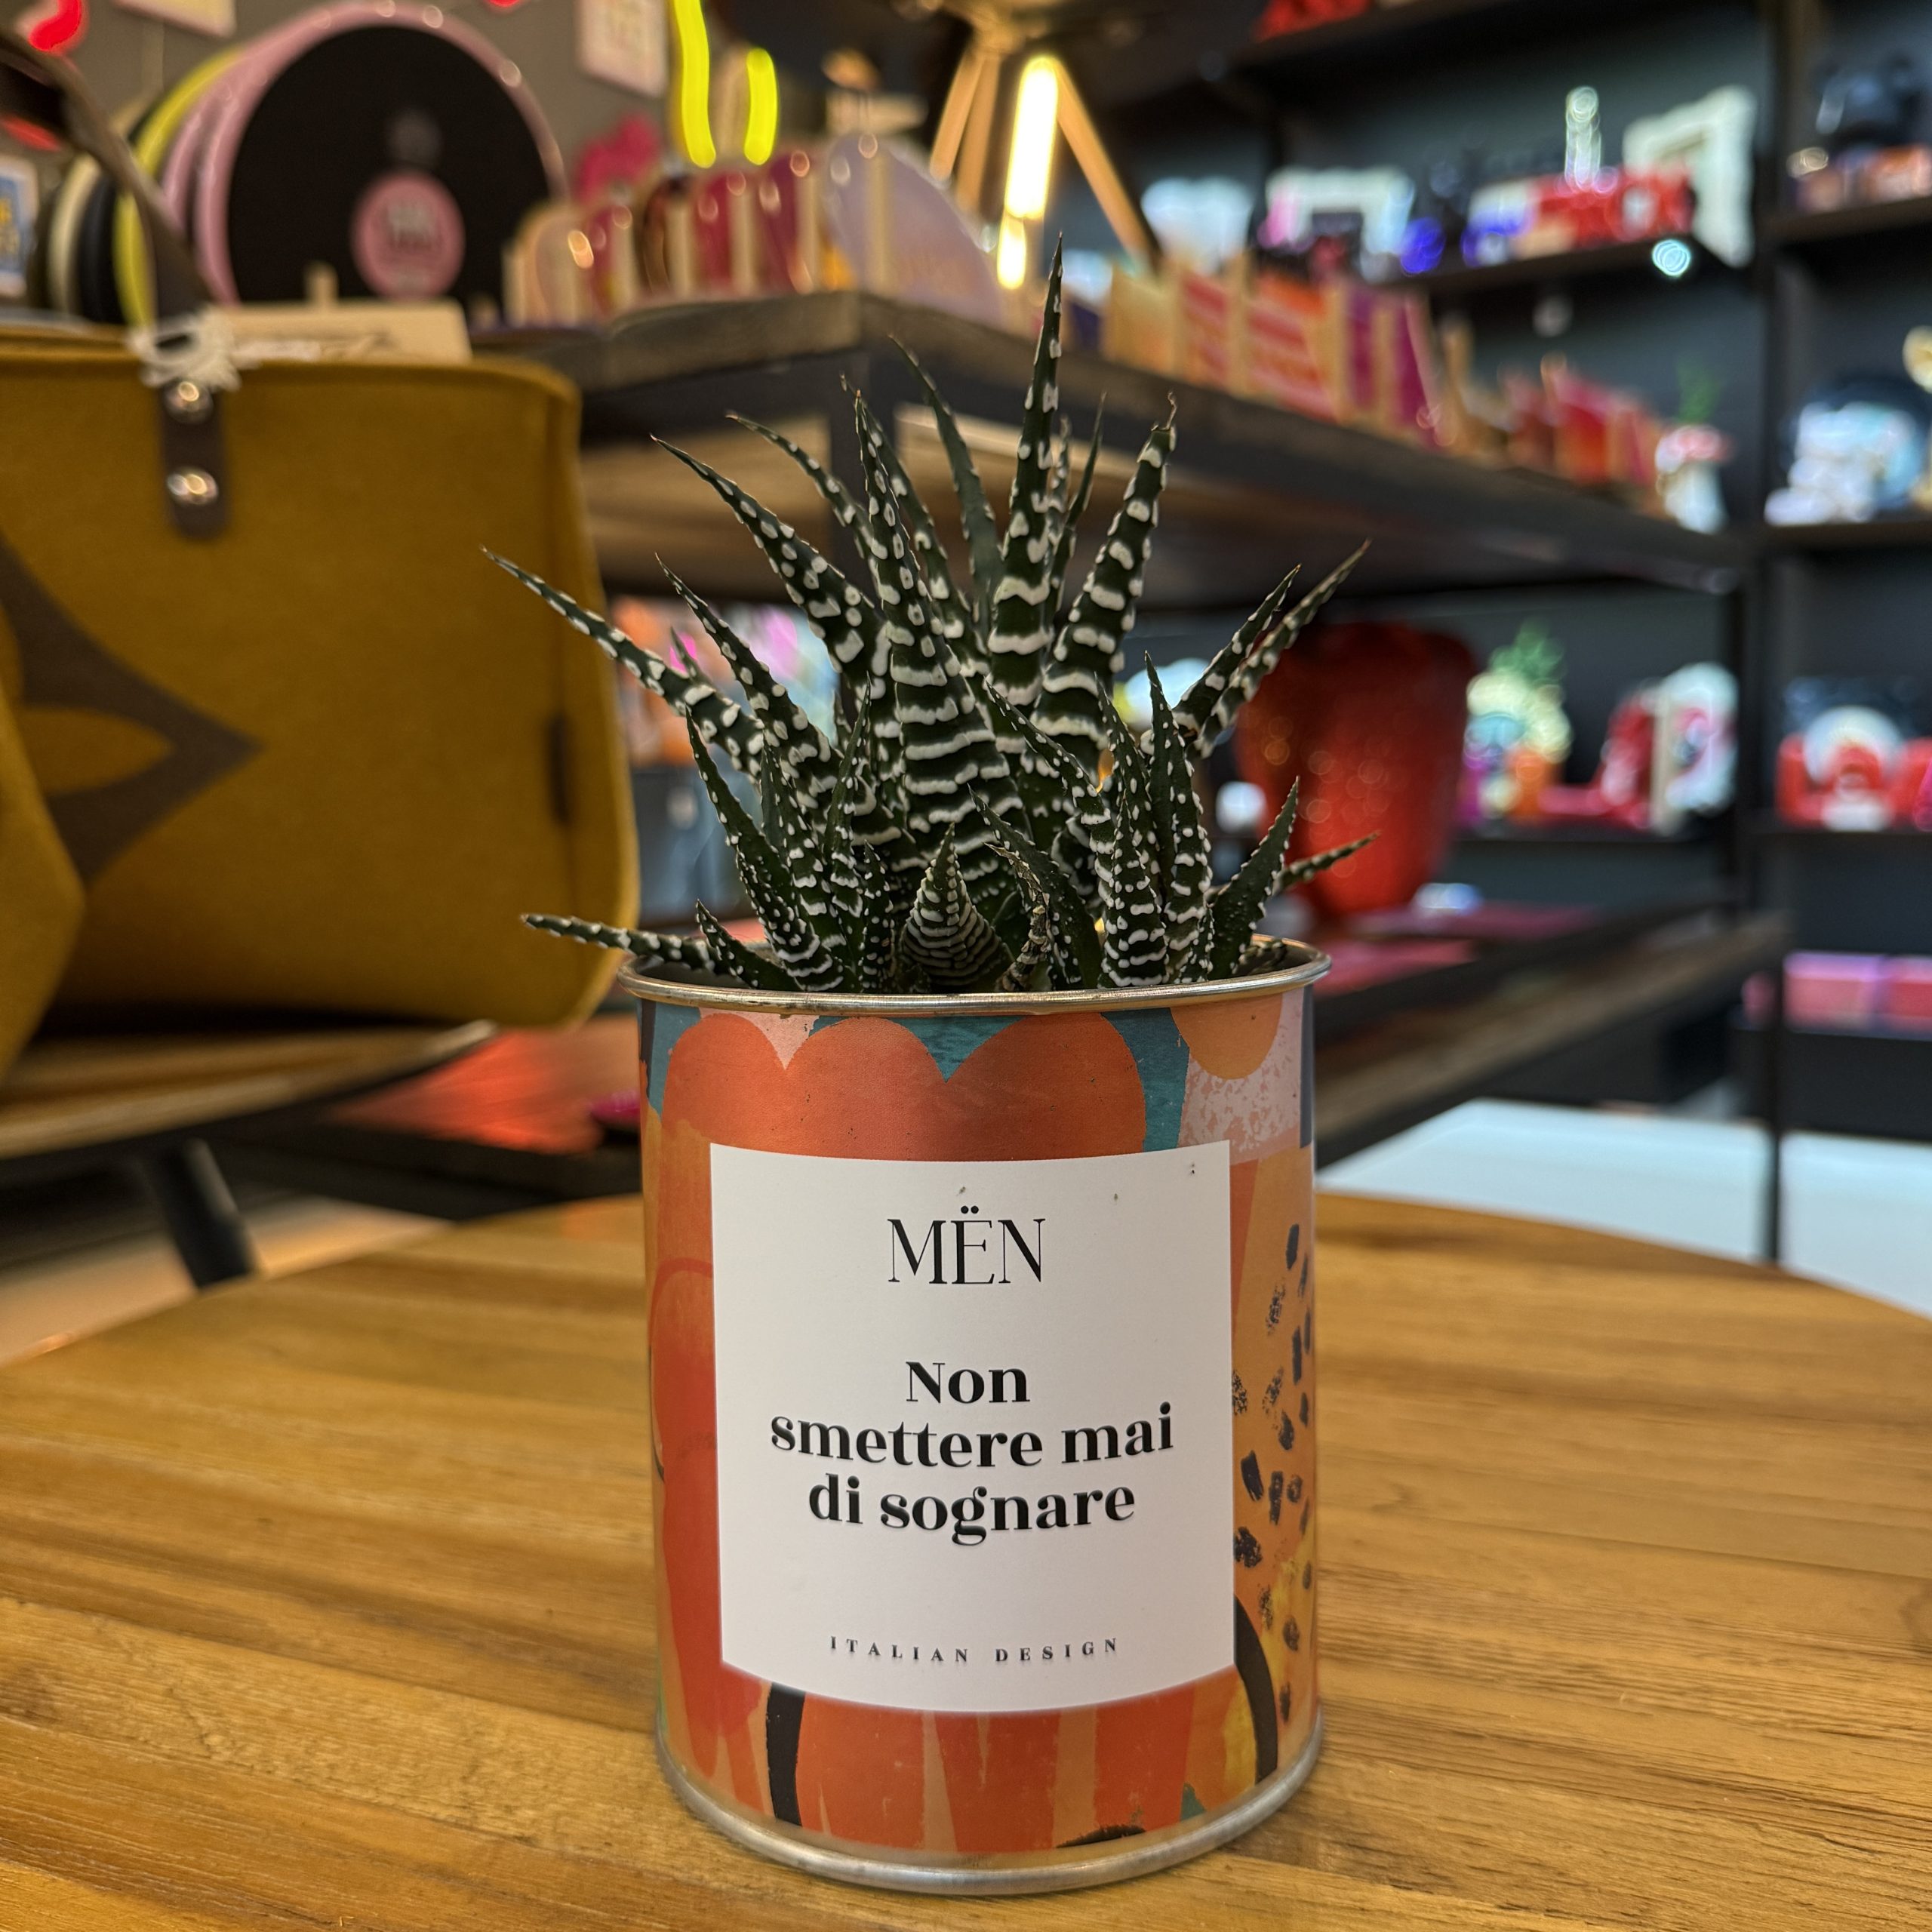 MËN
Non
smettere mai
di sognare
ITALIAN DESIGN